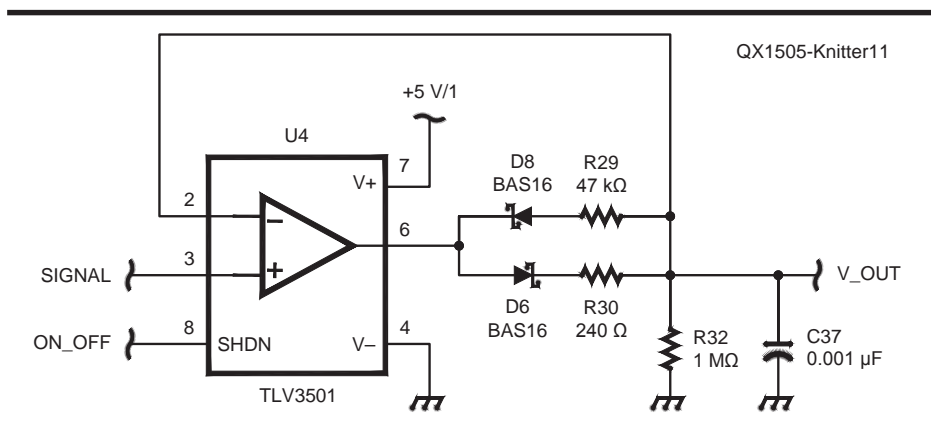 QX1505-Knitter11
+5 V/1
U4
7
V+
D8
BAS16
R29
47 kΩ
2
6
SIGNAL
3
V_OUT
ON_OFF
8
SHDN
V–
4
D6
BAS16
R30
240 Ω
R32
1 MΩ
C37
0.001 µF
TLV3501